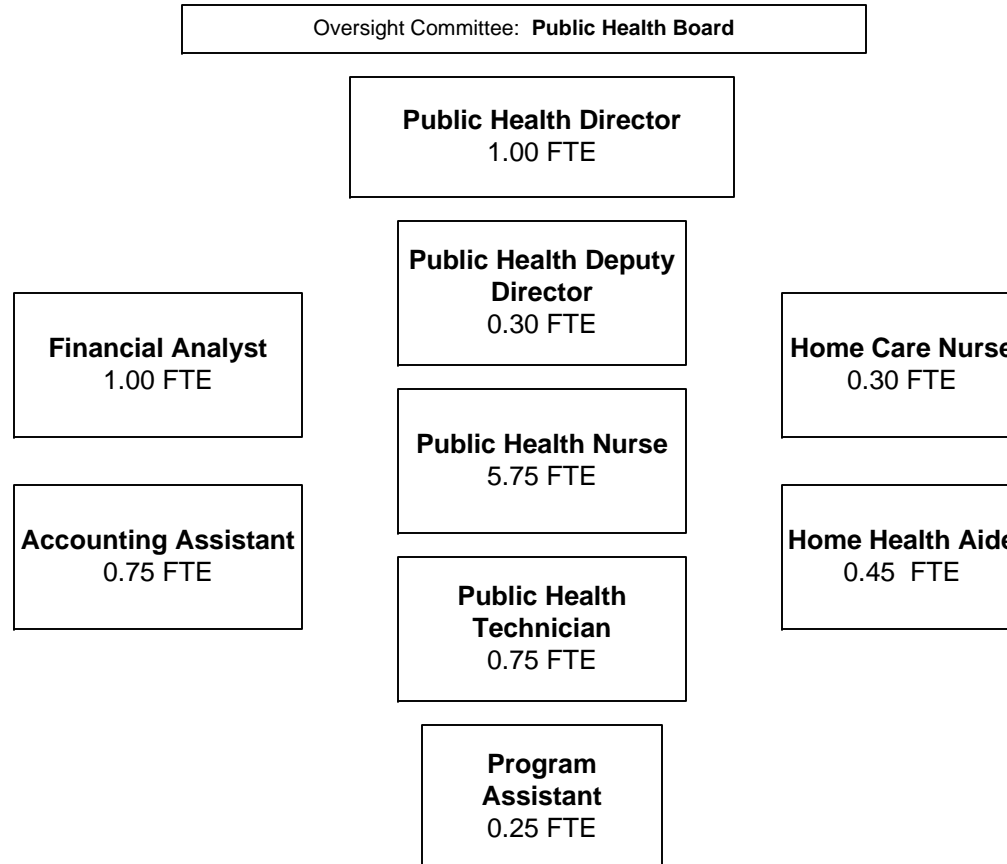 Oversight Committee: Public Health Board
Public Health Director
1.00 FTE
Public Health Deputy
Director
0.30 FTE
Financial Analyst
1.00 FTE
Home Care Nurse
0.30 FTE
Public Health Nurse
5.75 FTE
Accounting Assistant
0.75 FTE
Home Health Aide
0.45 FTE
Public Health
Technician
0.75 FTE
Program
Assistant
0.25 FTE